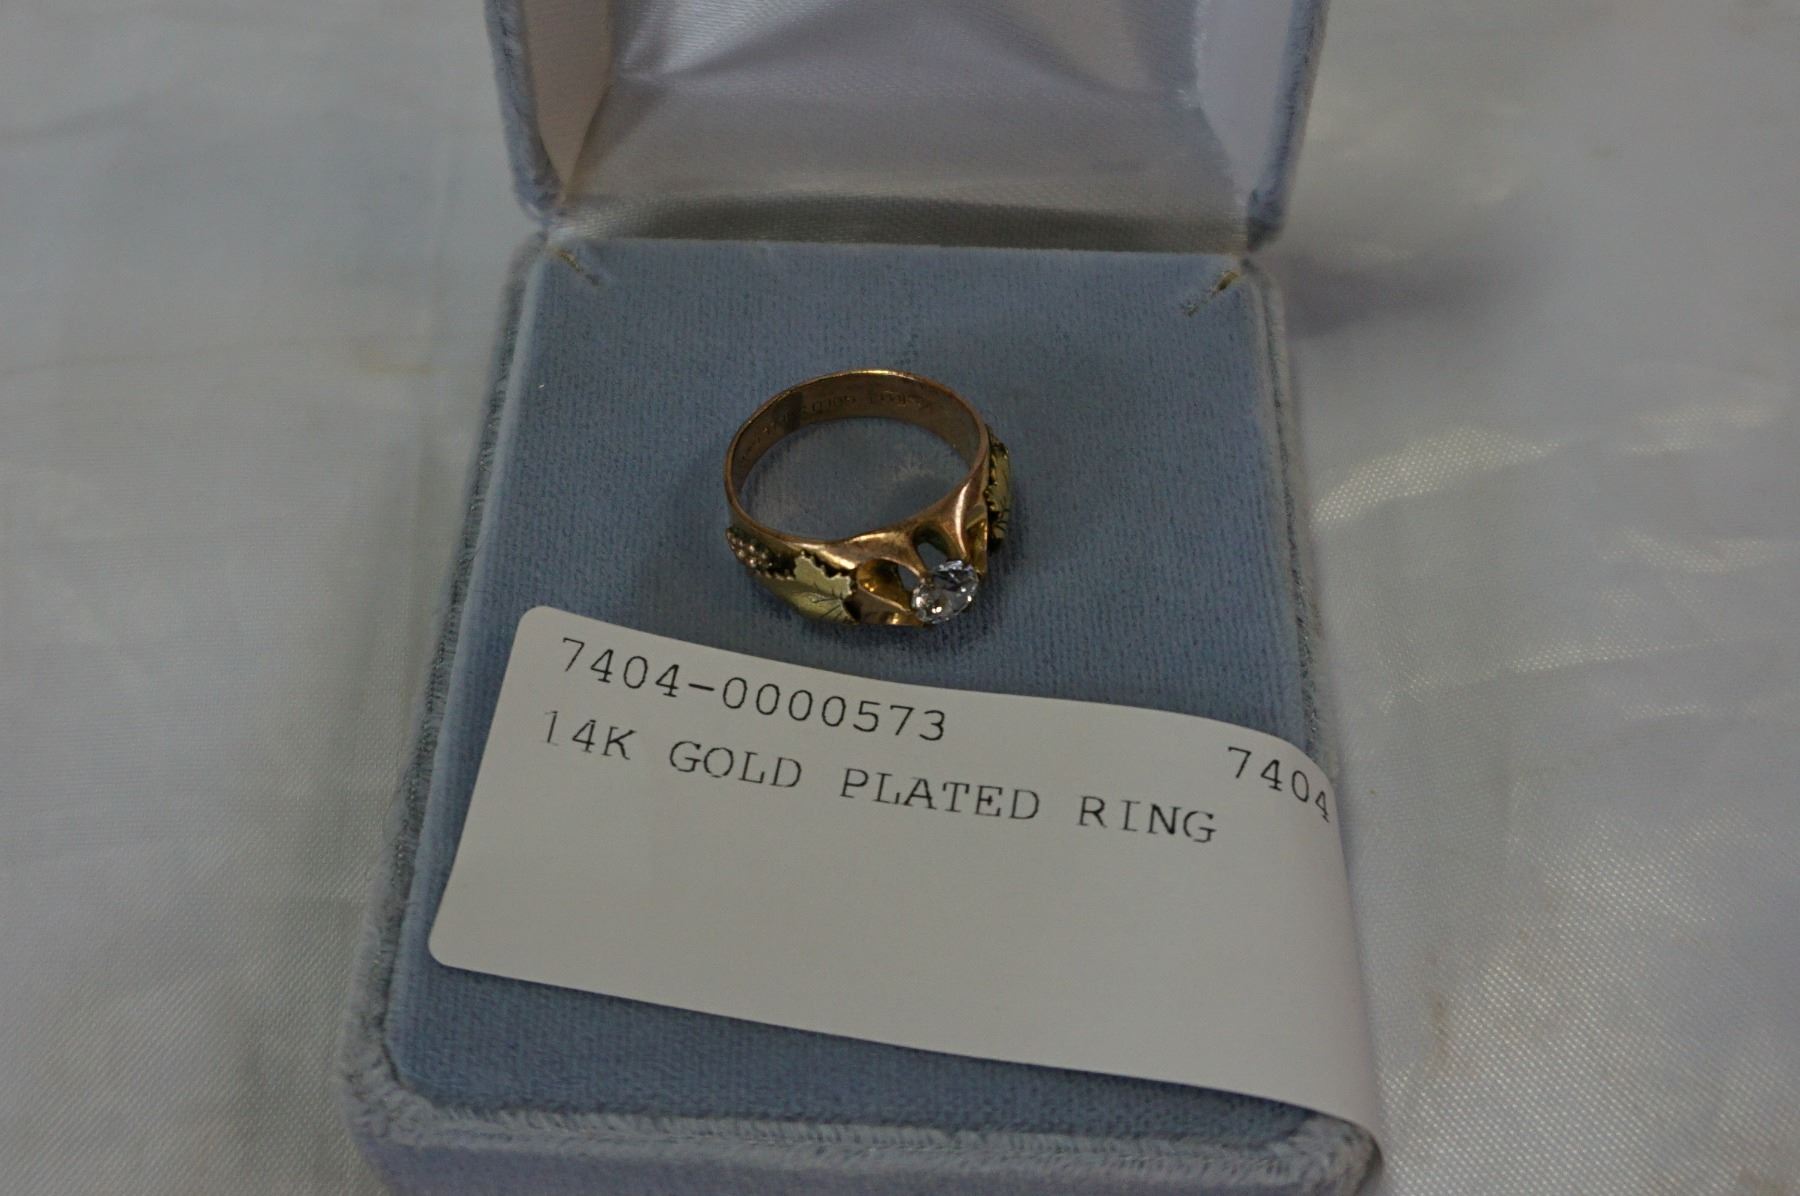 7404-0000573
7404
14K GOLD PLATED RING